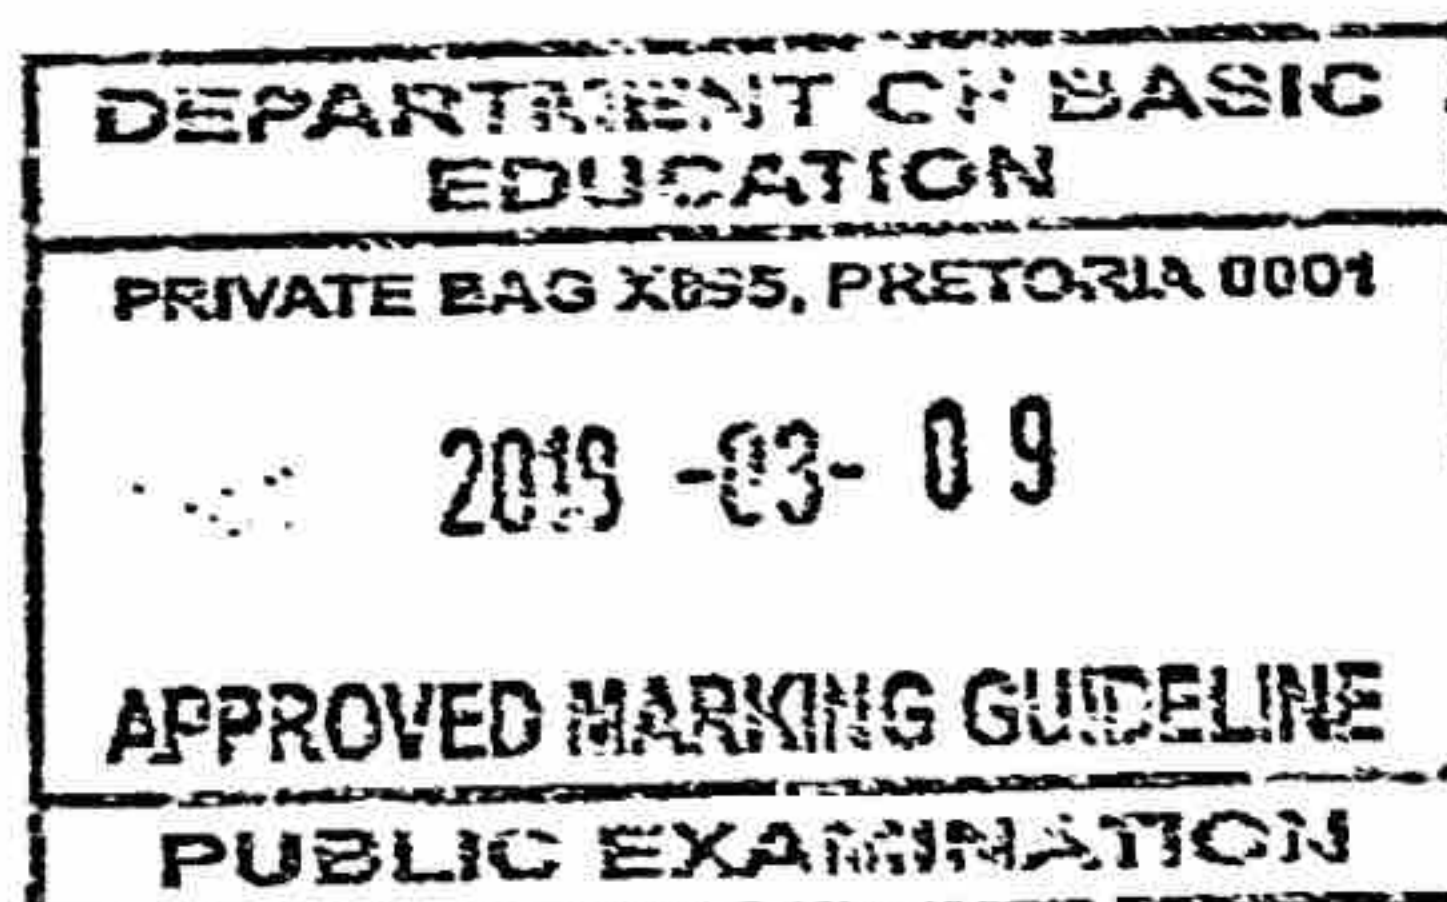 DEPARTMENT OF BASIC
EDUCATION
PRIVATE BAG X895, PRETORIA 0001
2019 -03- 09
APPROVED MARKING GUIDELINE
PUBLIC EXAMINATION